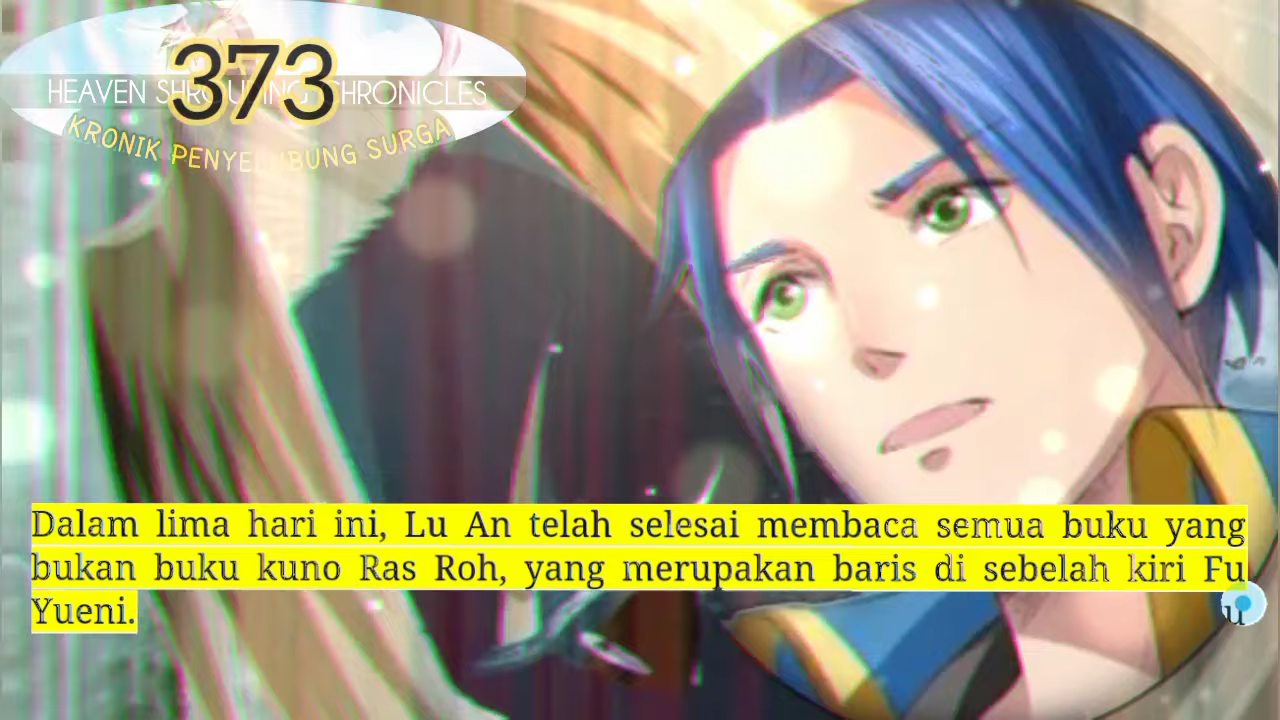 373
HEAVEN SHROUDING CHRONICLES
KRONIK PENYELUBUNG SURGA
Dalam lima hari ini, Lu An telah selesai membaca semua buku yang
bukan buku kuno Ras Roh, yang merupakan baris di sebelah kiri Fu
Yueni.
u